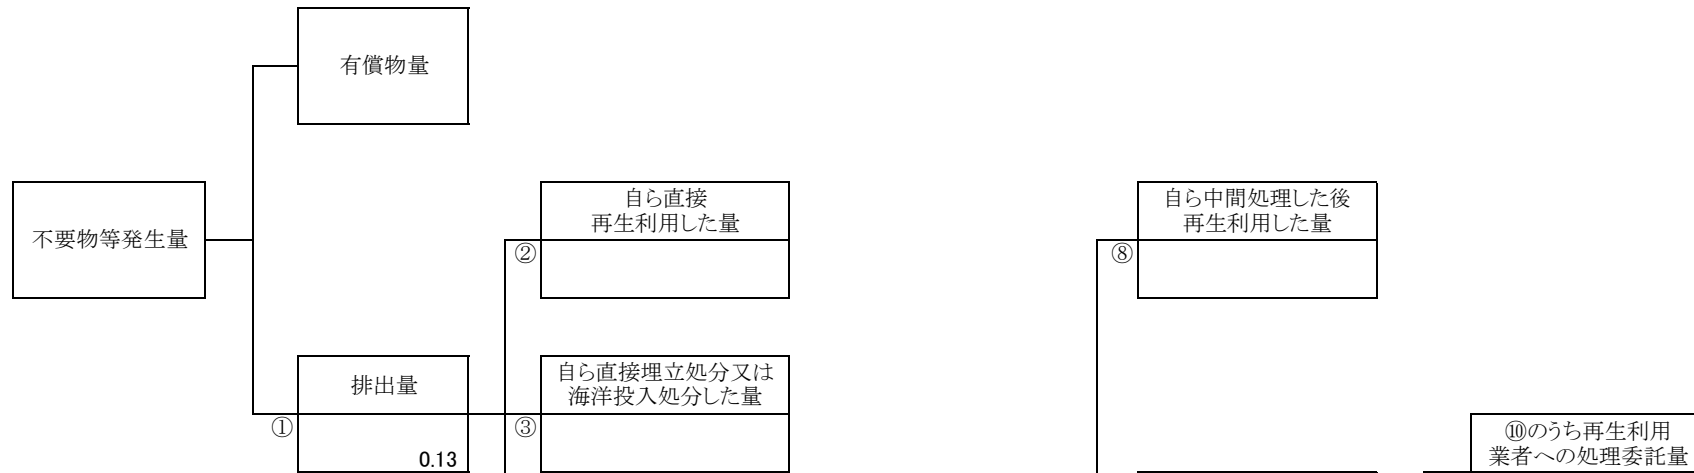 有償物量
不要物等発生量
自ら直接
再生利用した量
②
自ら中間処理した後
再生利用した量
⑧
排出量
①
0.13
自ら直接埋立処分又は
海洋投入処分した量
③
⑩のうち再生利用
業者への処理委託量